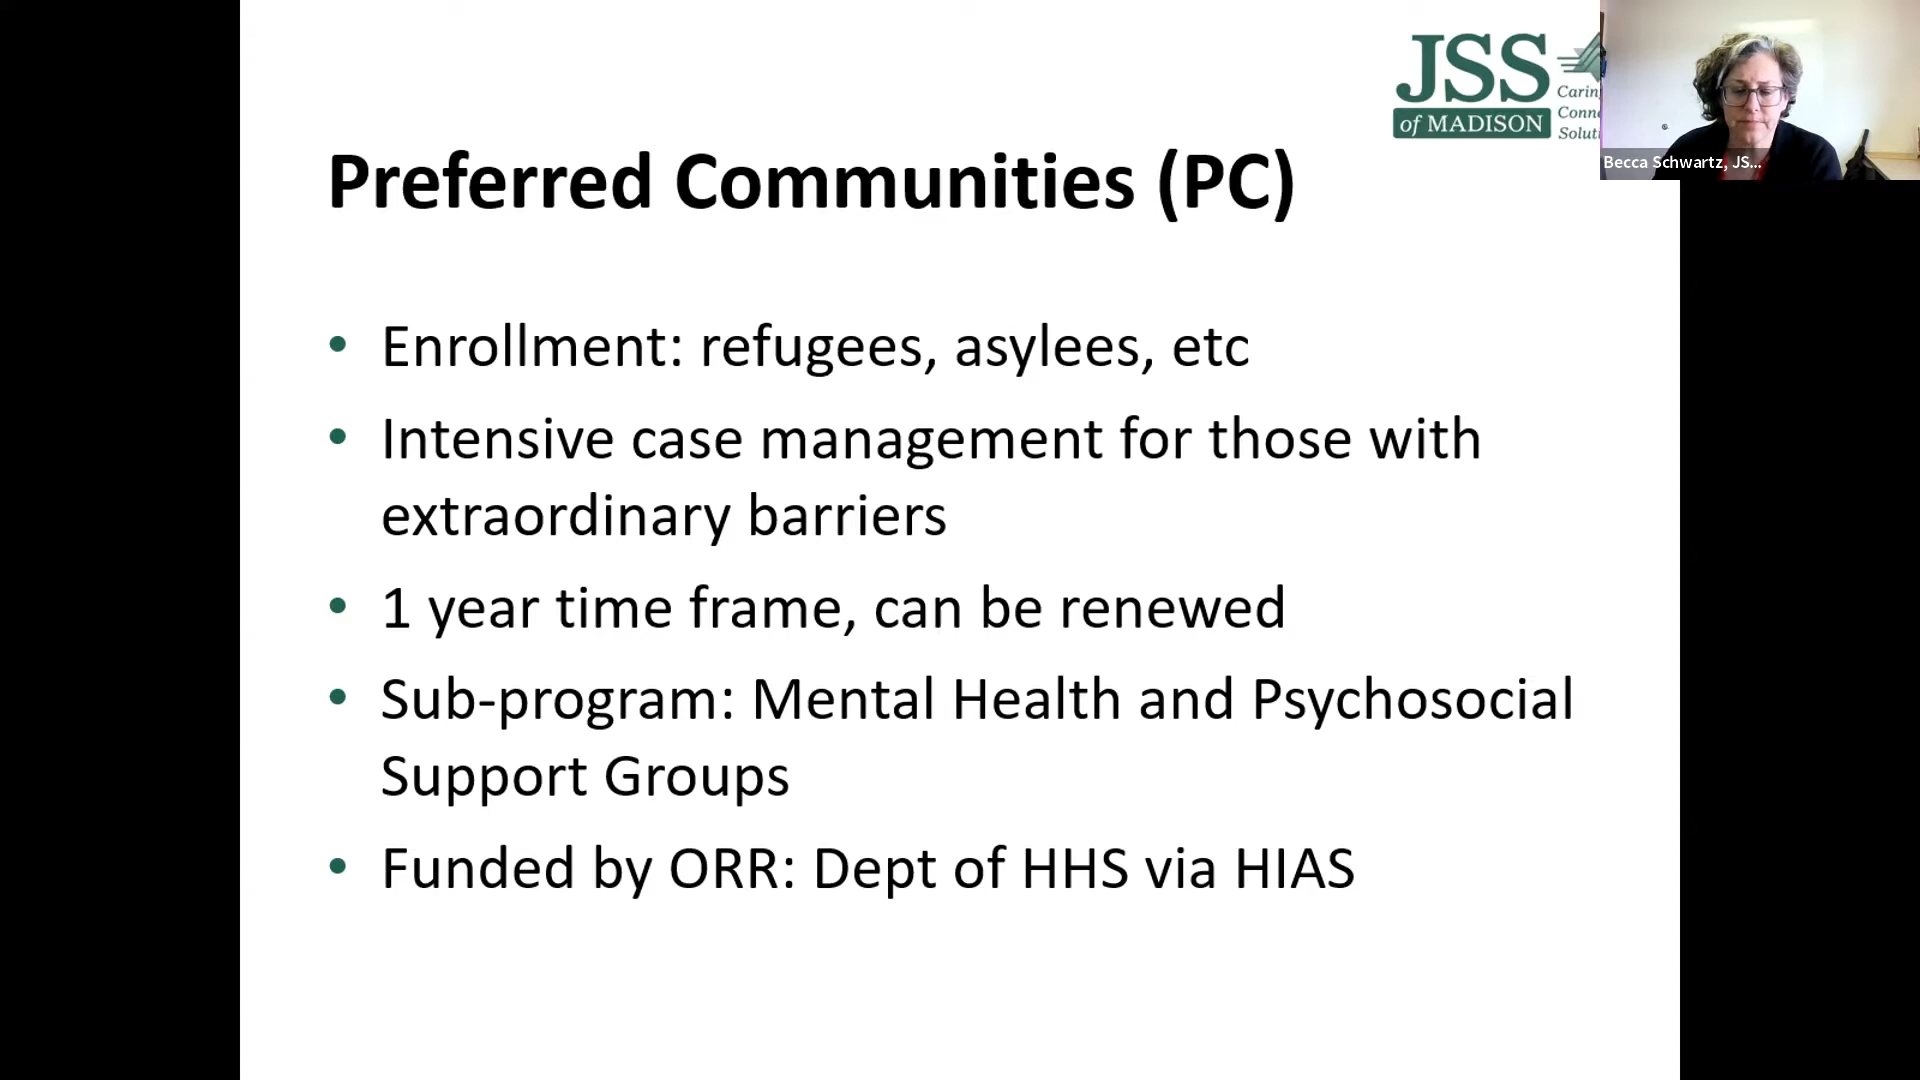 JSS
of MADISON
Preferred Communities (PC)
Becca Schwartz, JS...
• Enrollment: refugees, asylees, etc
• Intensive case management for those with
extraordinary barriers
• 1 year time frame, can be renewed
• Sub-program: Mental Health and Psychosocial
Support Groups
• Funded by ORR: Dept of HHS via HIAS